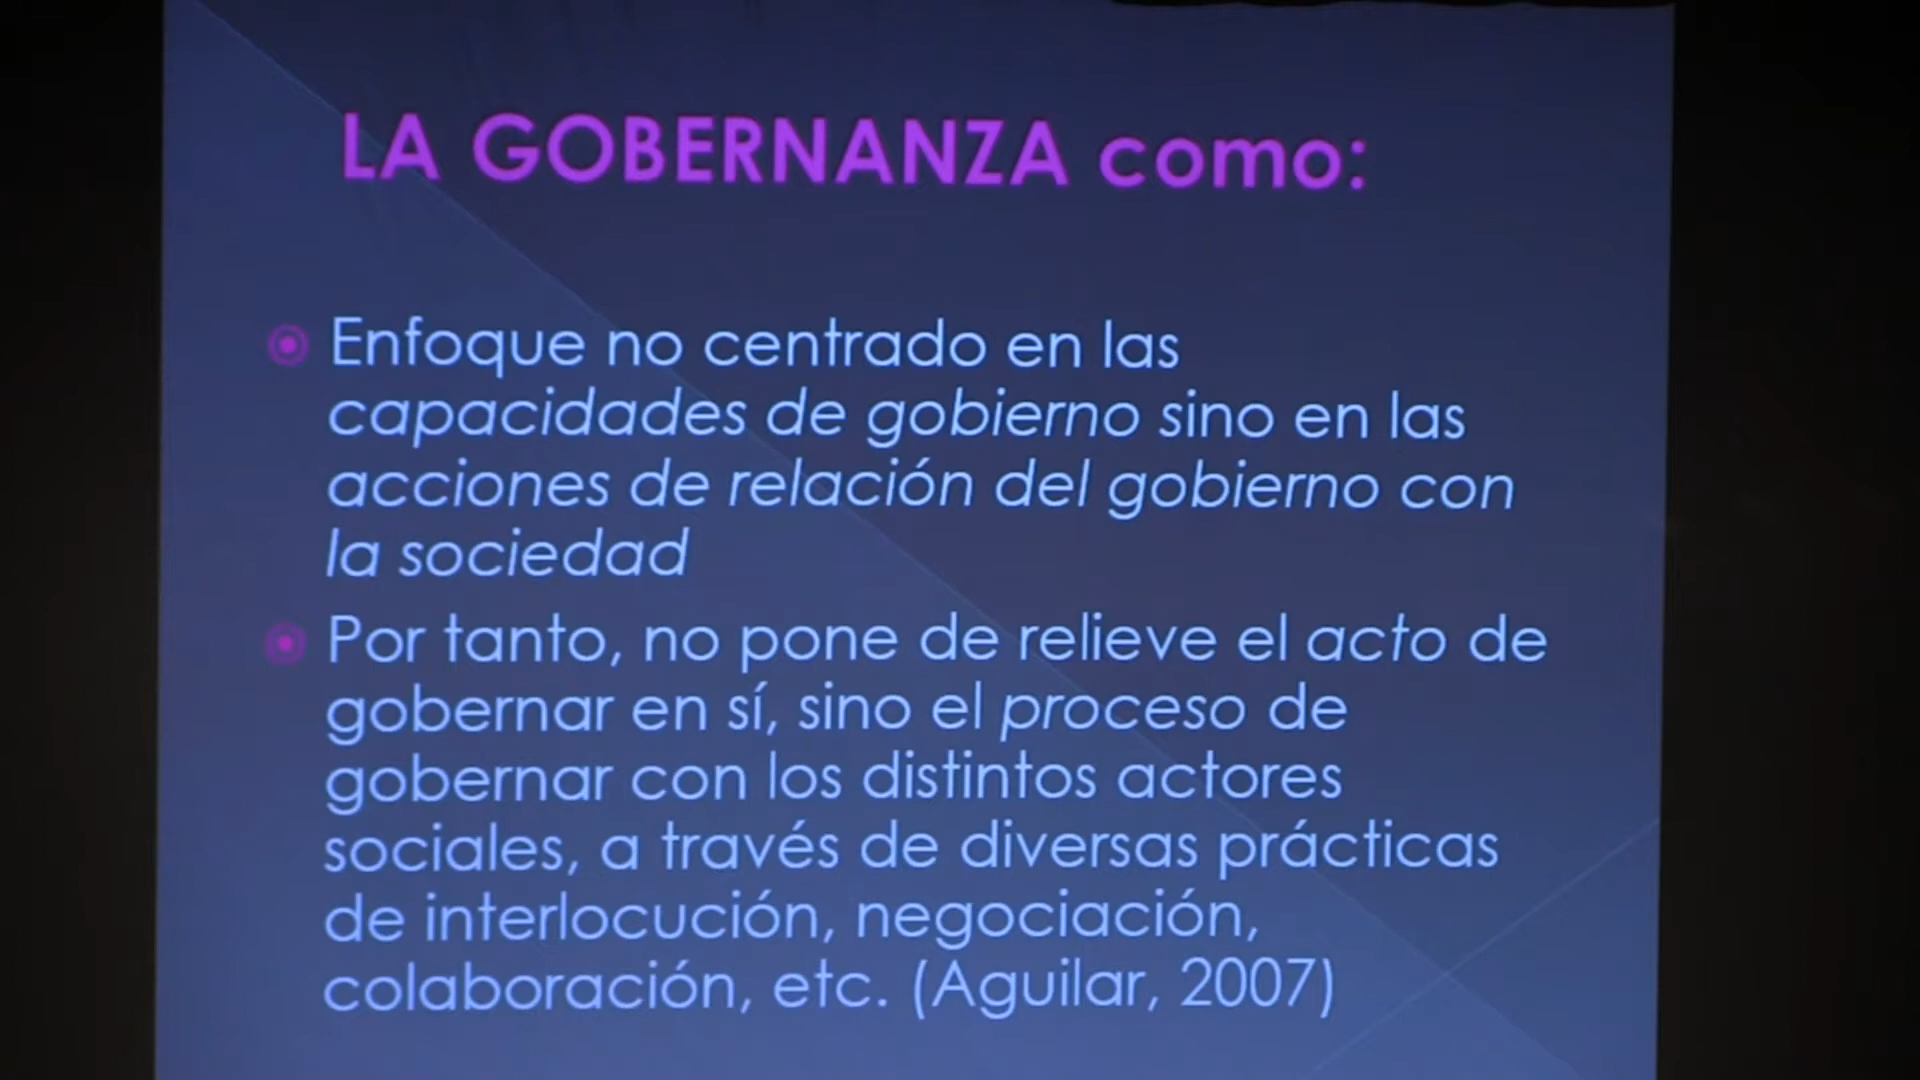 LA GOBERNANZA como:
Enfoque no centrado en las
capacidades de gobierno sino en las
acciones de relación del gobierno con
la sociedad
Por tanto, no pone de relieve el acto de
gobernar en sí, sino el proceso de
gobernar con los distintos actores
sociales, a través de diversas prácticas
de interlocución, negociación,
colaboración, etc. (Aguilar, 2007)